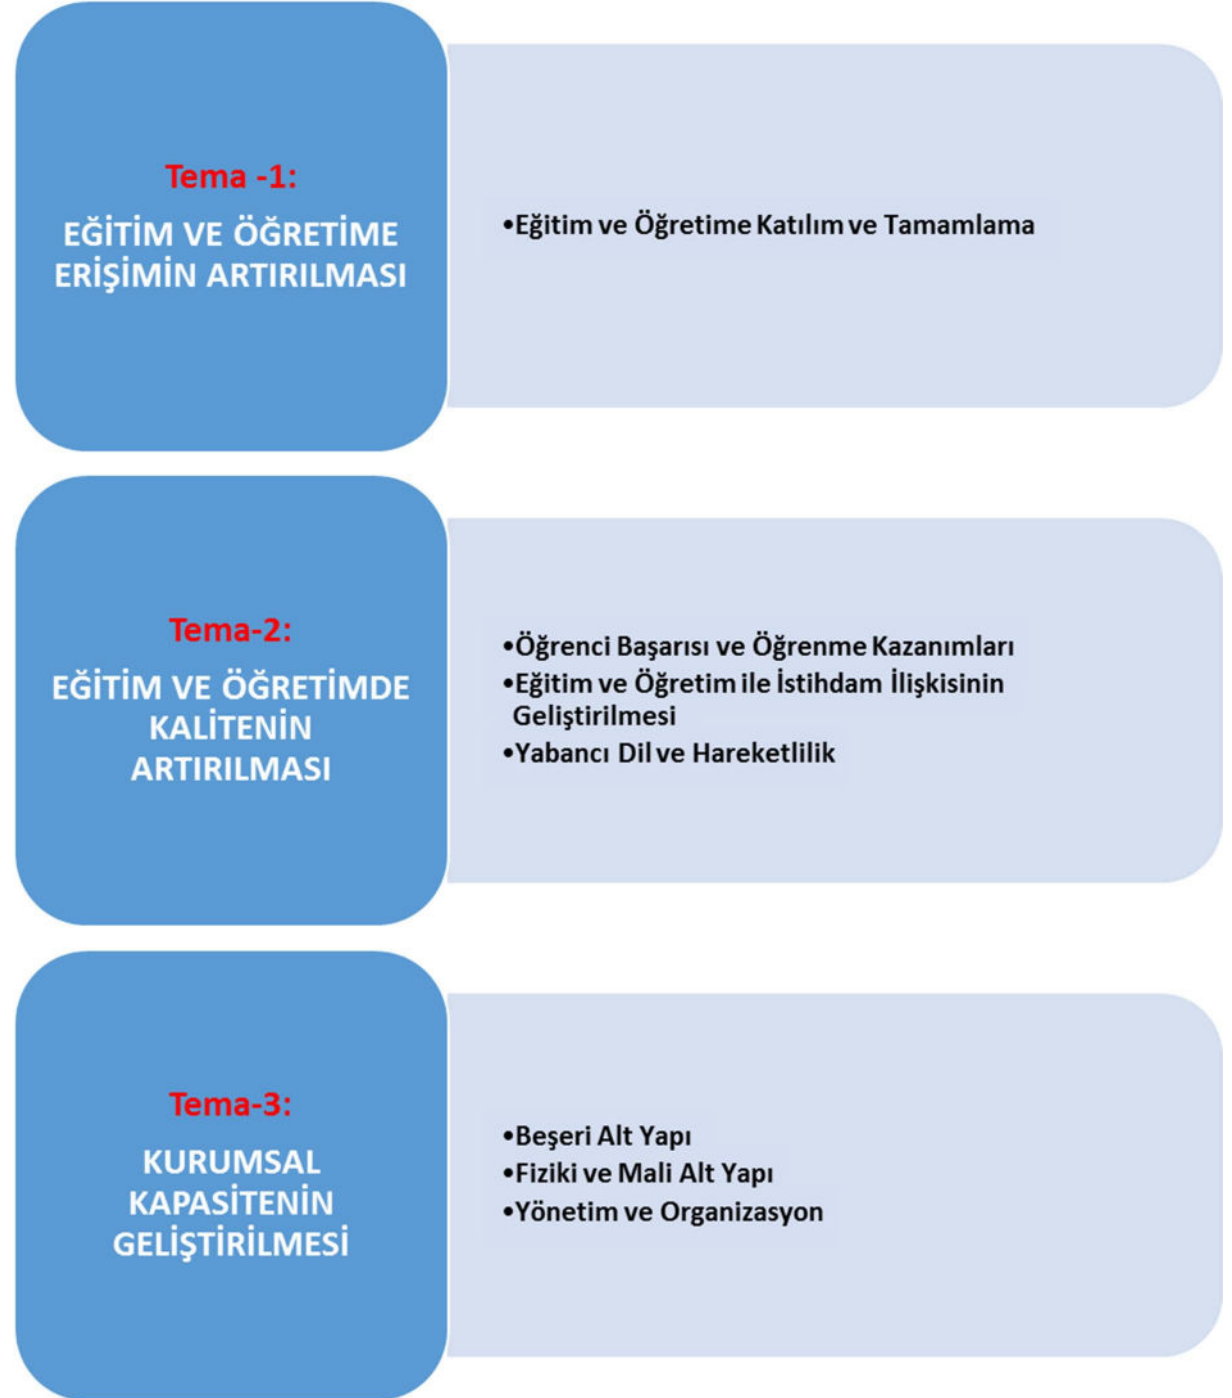 Tema -1:
EĞİTİM VE ÖĞRETİME
ERİŞİMİN ARTIRILMASI
•Eğitim ve Öğretime Katılım ve Tamamlama
Tema-2:
EĞİTİM VE ÖĞRETİMDE
KALİTENİN
ARTIRILMASI
•Öğrenci Başarısı ve Öğrenme Kazanımları
•Eğitim ve Öğretim ile İstihdam İlişkisinin
Geliştirilmesi
•Yabancı Dil ve Hareketlilik
Tema-3:
KURUMSAL
KAPASİTENİN
GELİŞTİRİLMESİ
•Beşeri Alt Yapı
•Fiziki ve Mali Alt Yapı
•Yönetim ve Organizasyon